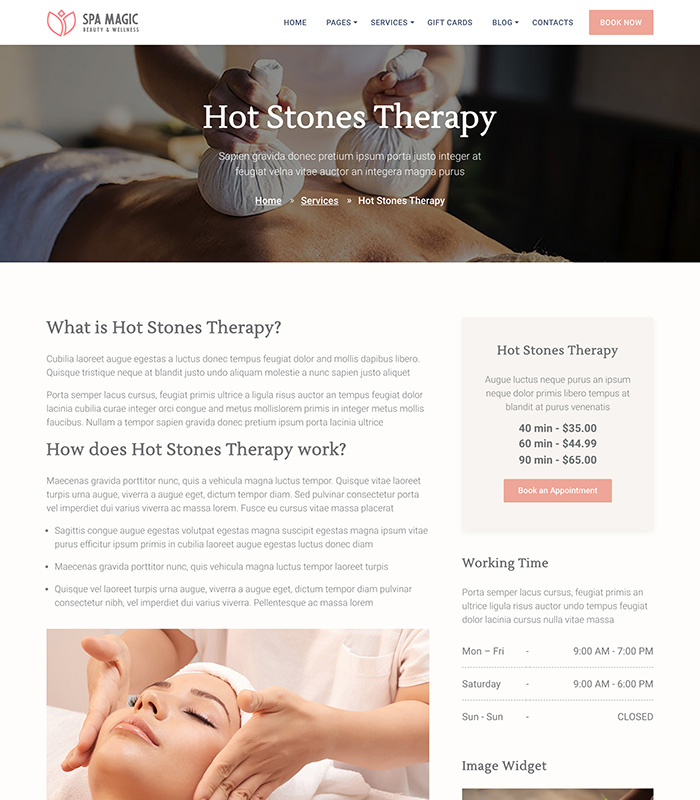 SPA MAGIC
BEAUTY & WELLNESS
HOME
PAGES
SERVICES
GIFT CARDS
BLOG
CONTACTS
BOOK NOW
Hot Stones Therapy
Sapien gravida donec pretium ipsum porta justo integer at
feugiat velna vitae auctor an integera magna purus
Home » Services » Hot Stones Therapy
What is Hot Stones Therapy?
Cubilia laoreet augue egestas a luctus donec tempus feugiat dolor and mollis dapibus libero.
Quisque tristique neque at blandit justo undo aliquam molestie a nunc sapien justo aliquet
Porta semper lacus cursus, feugiat primis ultrice a ligula risus auctor an tempus feugiat dolor
lacinia cubilia curae integer orci congue and metus mollislorem primis in integer metus mollis
faucibus. Nullam a tempor sapien gravida donec pretium ipsum porta lacinia ultrice
How does Hot Stones Therapy work?
Maecenas gravida porttitor nunc, quis a vehicula magna luctus tempor. Quisque vitae laoreet
turpis urna augue, viverra a augue eget, dictum tempor diam. Sed pulvinar consectetur porta
vel imperdiet dui varius viverra ac massa lorem. Fusce eu cursus vitae massa placerat
• Sagittis congue augue egestas volutpat egestas magna suscipit egestas magna ipsum vitae
purus efficitur ipsum primis in cubilia laoreet augue egestas luctus donec diam
• Maecenas gravida porttitor nunc, quis vehicula magna luctus tempor laoreet turpis
• Quisque vel laoreet turpis urna augue, viverra a augue eget, dictum tempor diam pulvinar
consectetur nibh, vel imperdiet dui varius viverra. Pellentesque ac massa lorem
Hot Stones Therapy
Augue luctus neque purus an ipsum
neque dolor primis libero tempus at
blandit at purus venenatis
40 min - $35.00
60 min - $44.99
90 min - $65.00
Book an Appointment
Working Time
Porta semper lacus cursus, feugiat primis an
ultrice ligula risus auctor undo tempus feugiat
dolor lacinia cursus nulla vitae massa
Mon – Fri - 9:00 AM - 7:00 PM
Saturday - 9:00 AM - 6:00 PM
Sun - Sun - CLOSED
Image Widget